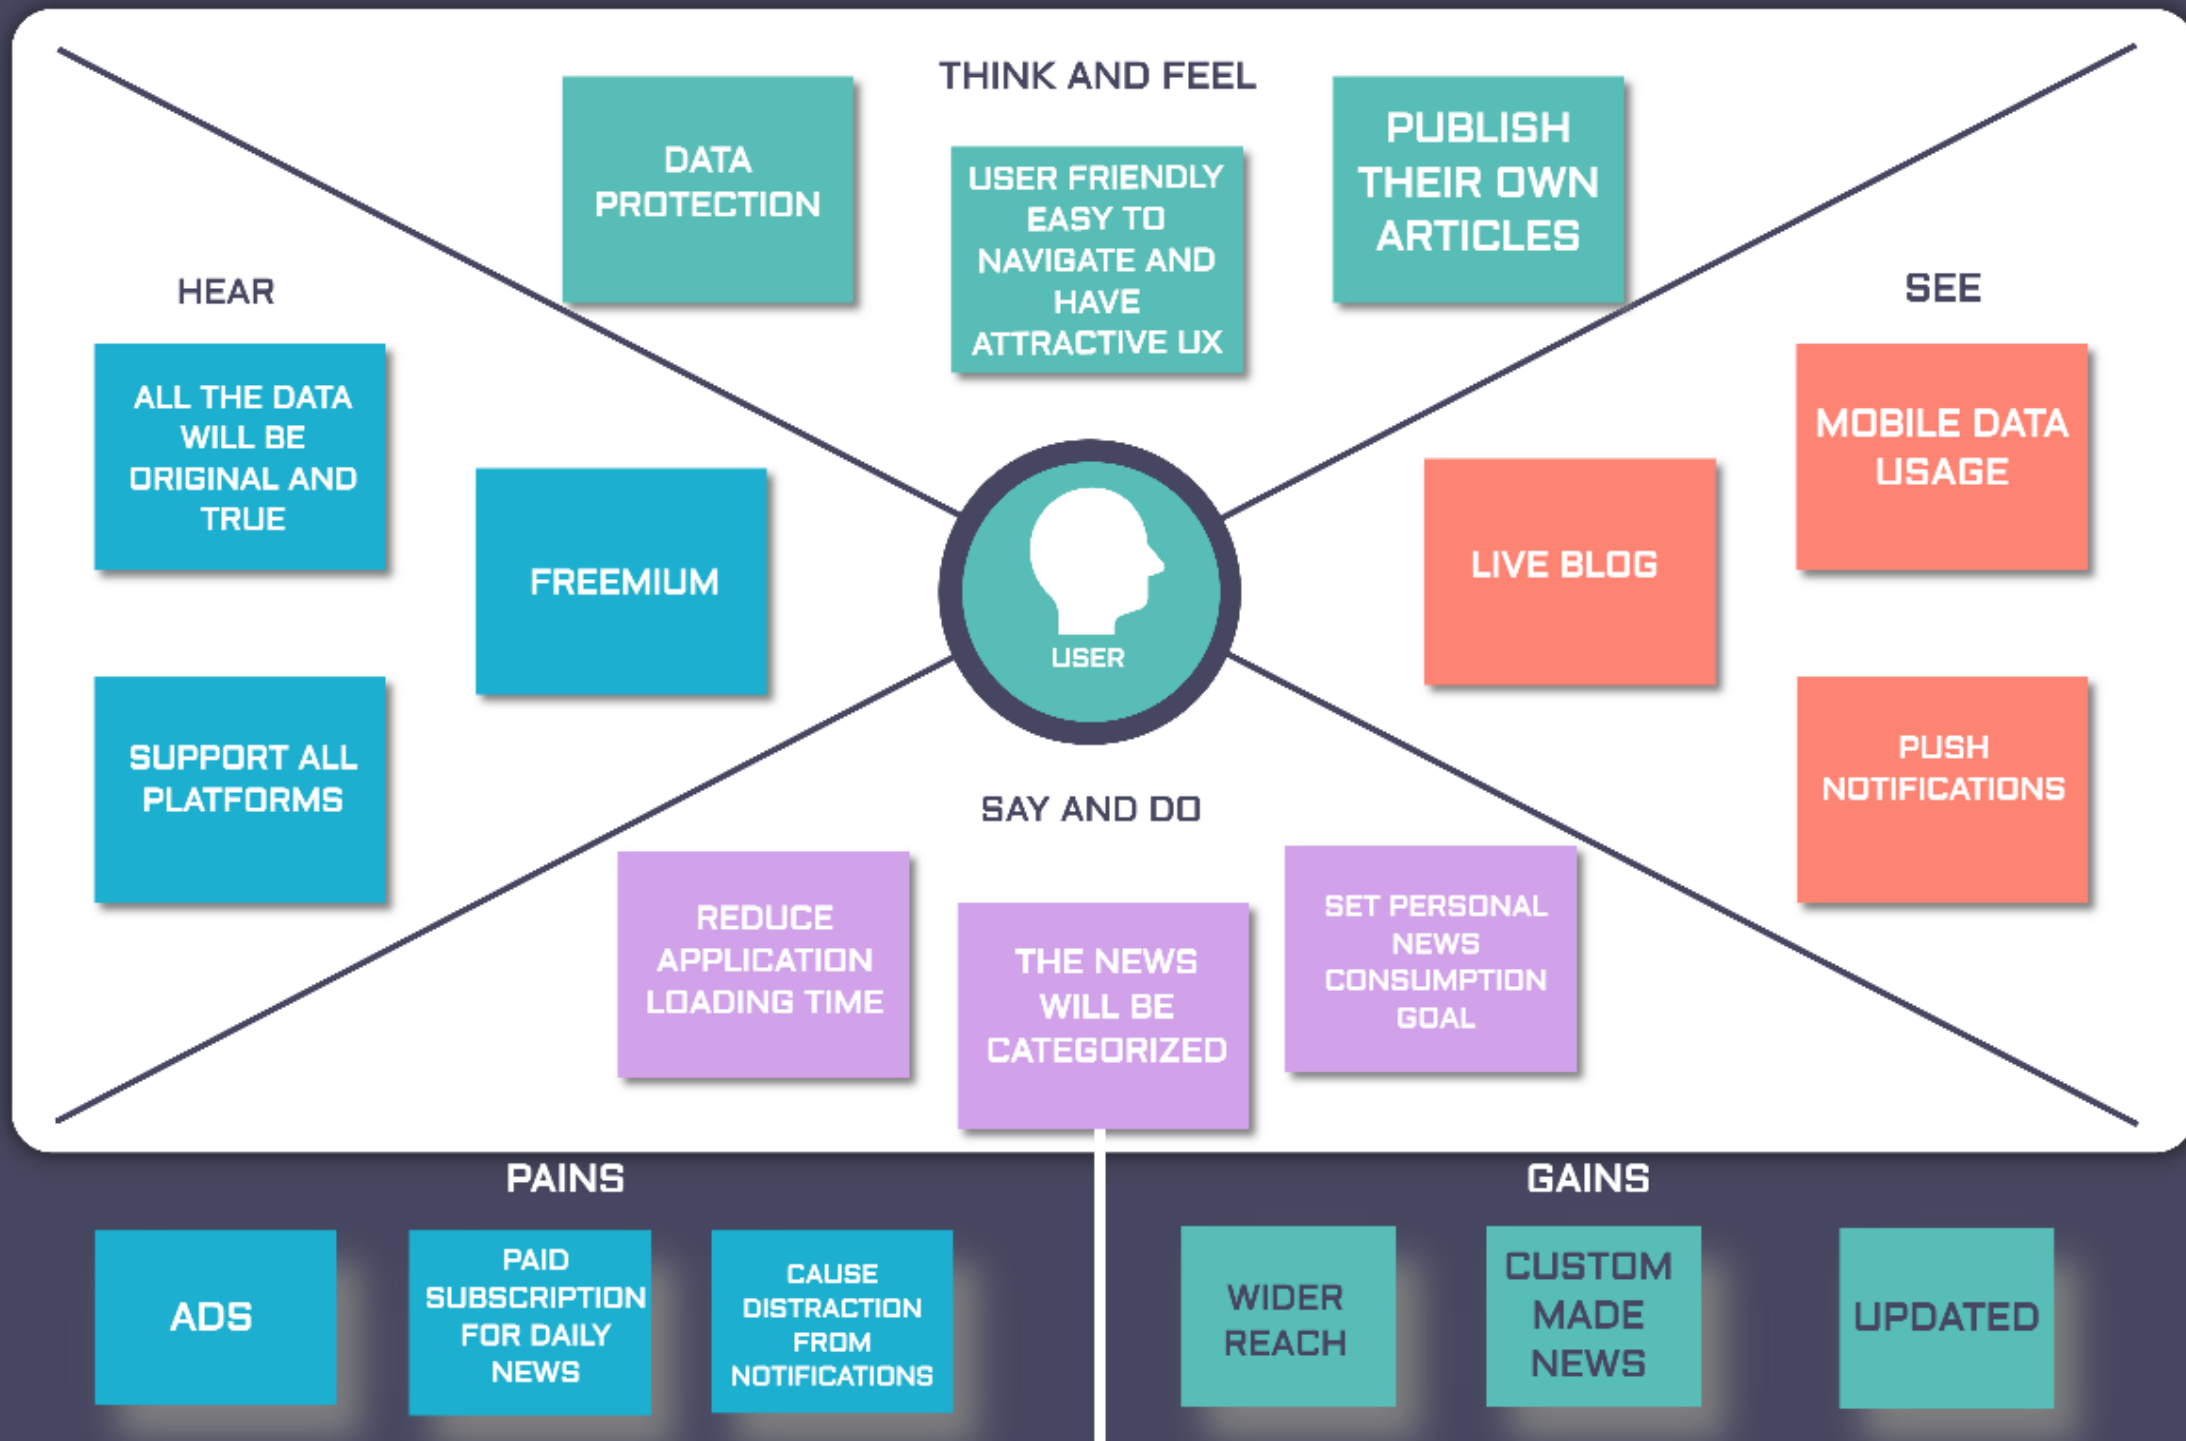 THINK AND FEEL
DATA
PROTECTION
USER FRIENDLY
EASY TO
NAVIGATE AND
HAVE
ATTRACTIVE UX
PUBLISH
THEIR OWN
ARTICLES
HEAR
ALL THE DATA
WILL BE
ORIGINAL AND
TRUE
FREEMIUM
SUPPORT ALL
PLATFORMS
USER
SEE
MOBILE DATA
USAGE
LIVE BLOG
PUSH
NOTIFICATIONS
SAY AND DO
REDUCE
APPLICATION
LOADING TIME
THE NEWS
WILL BE
CATEGORIZED
SET PERSONAL
NEWS
CONSUMPTION
GOAL
PAINS
ADS
PAID
SUBSCRIPTION
FOR DAILY
NEWS
CAUSE
DISTRACTION
FROM
NOTIFICATIONS
GAINS
WIDER
REACH
CUSTOM
MADE
NEWS
UPDATED